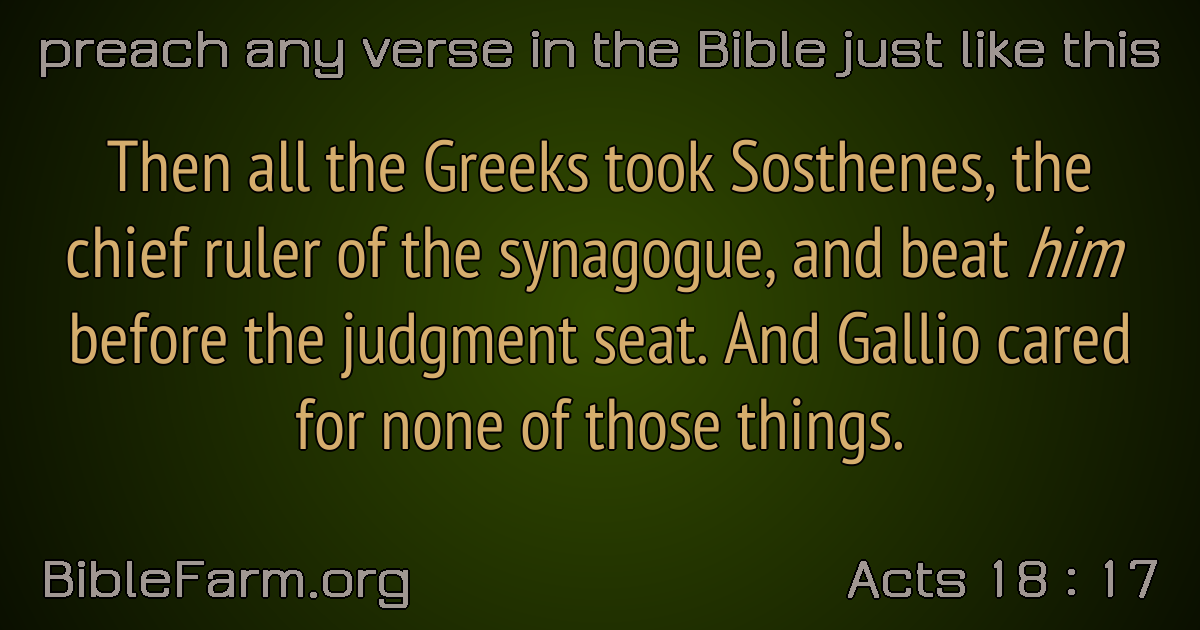 preach any verse in the Bible just like this
Then all the Greeks took Sosthenes, the
chief ruler of the synagogue, and beat him
before the judgment seat. And Gallio cared
for none of those things.
BibleFarm.org
Acts 18 : 17